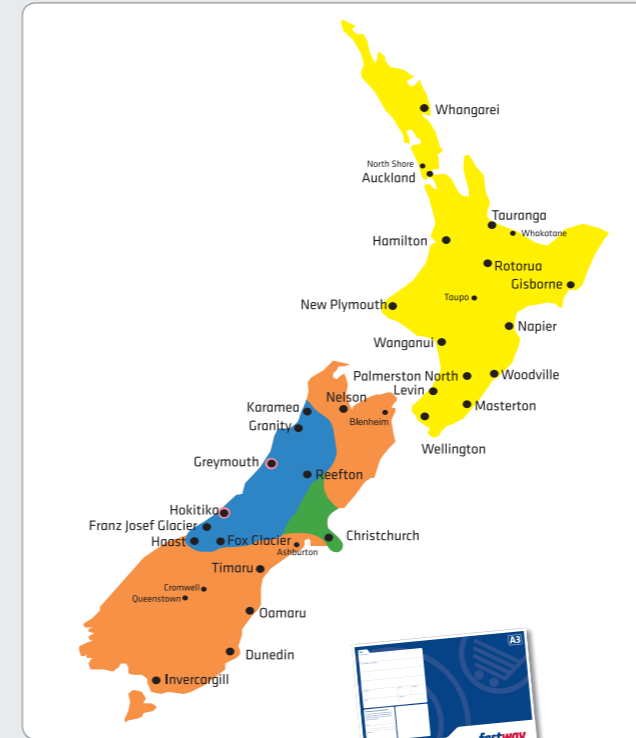 Whangarei
North Shore
Auckland
Tauranga
Whakatane
Hamilton
Rotorua
Gisborne
Taupo
New Plymouth
Napier
Wanganui
Palmerston North
Woodville
Levin
Nelson
Karamea
Masterton
Blenheim
Granity
Wellington
Greymouth
Reefton
Hokitika
Franz Josef Glacier
Christchurch
Haast
Fox Glacier
Ashburton
Timaru
Cromwell
Queenstown
Oamaru
Dunedin
Invercargill
A3